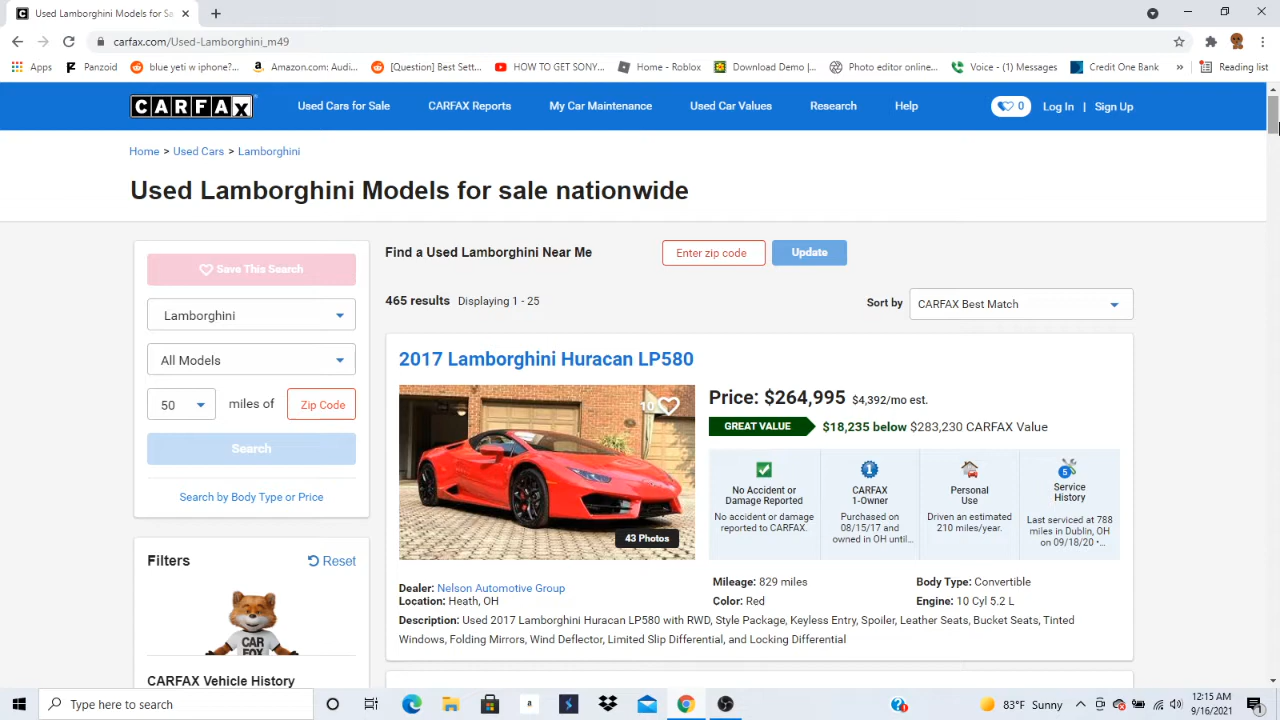 Used Lamborghini Models for Sa
carfax.com/Used-Lamborghini_m49
Apps Panzoid blue yeti w iphone?... Amazon.com: Audi... [Question] Best Sett... HOW TO GET SONY... Home - Roblox Download Demo |... Photo editor online... Voice - (1) Messages Credit One Bank » Reading list
CARFAX Used Cars for Sale CARFAX Reports My Car Maintenance Used Car Values Research Help 0 Log In | Sign Up
Home > Used Cars > Lamborghini
Used Lamborghini Models for sale nationwide
Save This Search
Lamborghini
All Models
50 miles of Zip Code
Search
Search by Body Type or Price
Filters Reset
CAR
FOX
CARFAX Vehicle History
Find a Used Lamborghini Near Me Enter zip code Update
465 results Displaying 1 - 25 Sort by CARFAX Best Match
2017 Lamborghini Huracan LP580
10
43 Photos
Price: $264,995 $4,392/mo est.
GREAT VALUE $18,235 below $283,230 CARFAX Value
No Accident or
Damage Reported
No accident or damage
reported to CARFAX.
1
CARFAX
1-Owner
Purchased on
08/15/17 and
owned in OH until...
Personal
Use
Driven an estimated
210 miles/year.
5
Service
History
Last serviced at 788
miles in Dublin, OH
on 09/18/20 •...
Dealer: Nelson Automotive Group
Location: Heath, OH
Mileage: 829 miles Body Type: Convertible
Color: Red Engine: 10 Cyl 5.2 L
Description: Used 2017 Lamborghini Huracan LP580 with RWD, Style Package, Keyless Entry, Spoiler, Leather Seats, Bucket Seats, Tinted
Windows, Folding Mirrors, Wind Deflector, Limited Slip Differential, and Locking Differential
Type here to search
a
83°F Sunny
12:15 AM
9/16/2021
1